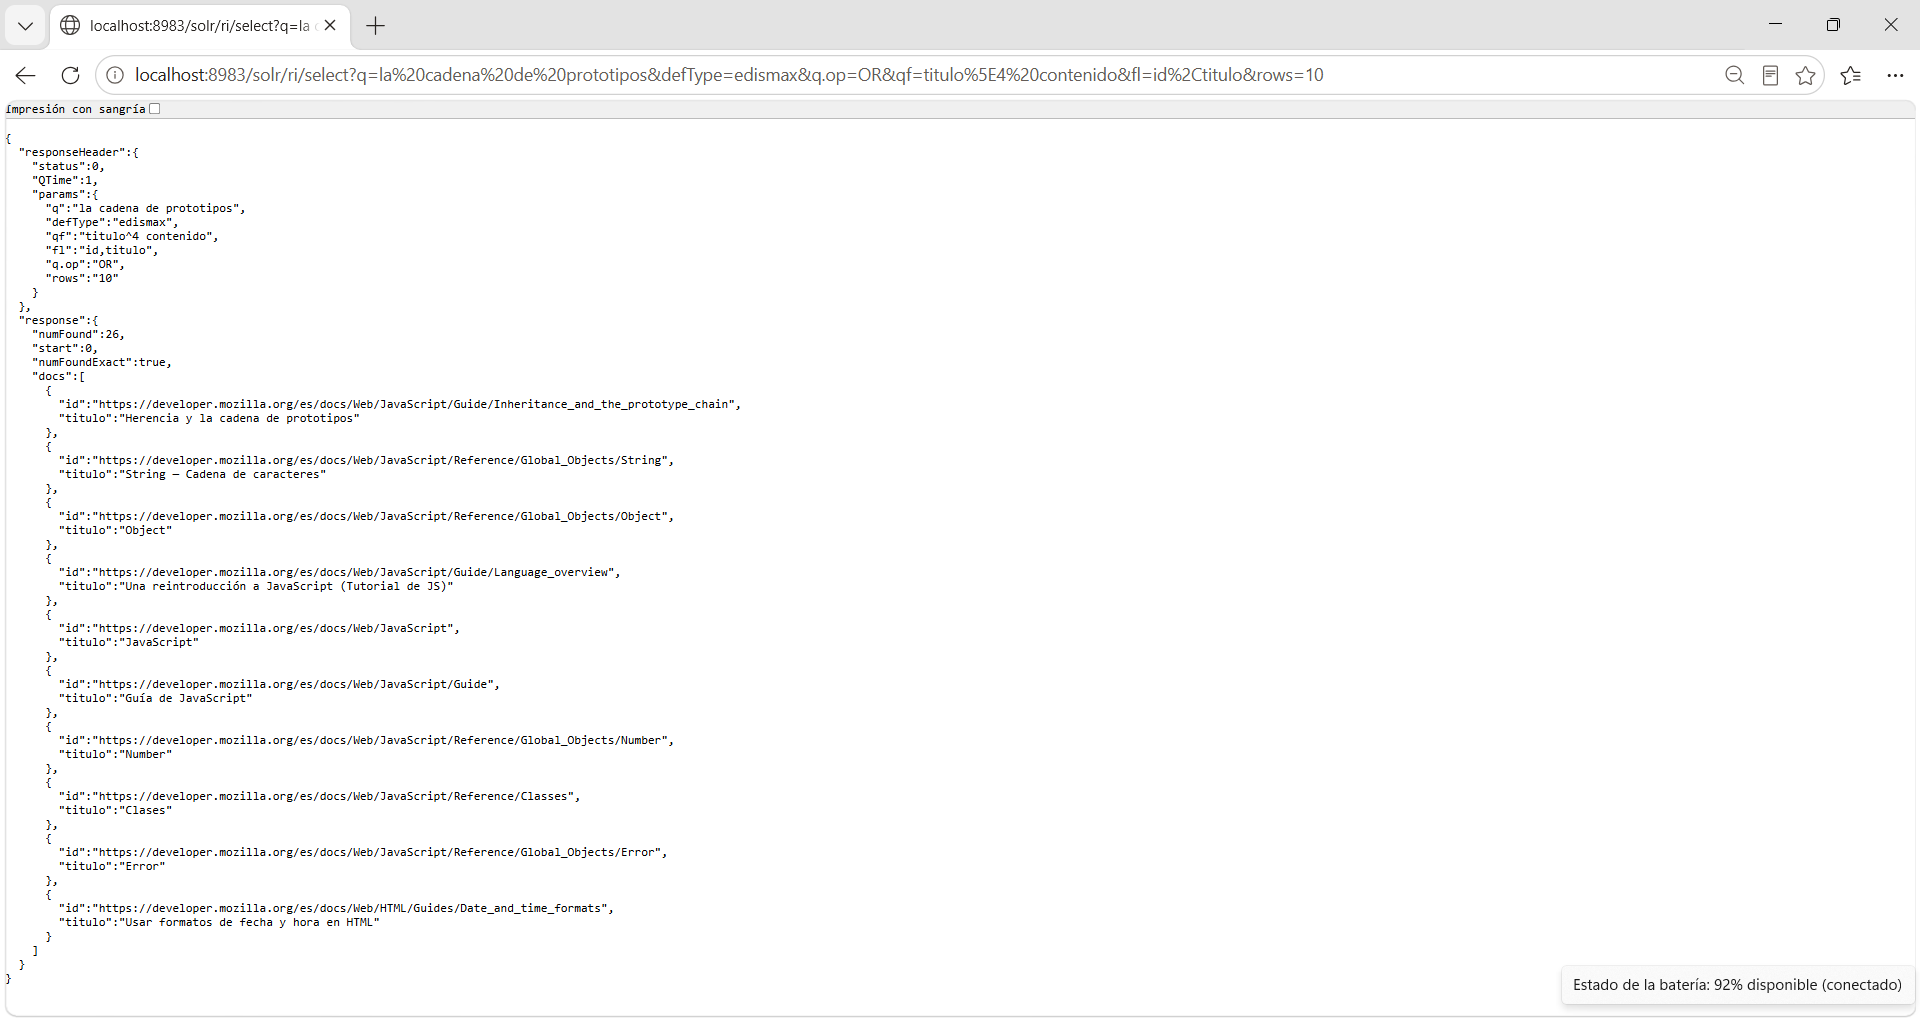 localhost:8983/solr/ri/select?q=la
localhost:8983/solr/ri/select?q=la%20cadena%20de%20prototipos&defType=edismax&q.op=OR&qf=titulo%5E4%20contenido&fl=id%2Ctitulo&rows=10
Impresión con sangría
{
  "responseHeader":{
    "status":0,
    "QTime":1,
    "params":{
      "q":"la cadena de prototipos",
      "defType":"edismax",
      "qf":"titulo^4 contenido",
      "fl":"id,titulo",
      "q.op":"OR",
      "rows":"10"
    }
  },
  "response":{
    "numFound":26,
    "start":0,
    "numFoundExact":true,
    "docs":[
      {
        "id":"https://developer.mozilla.org/es/docs/Web/JavaScript/Guide/Inheritance_and_the_prototype_chain",
        "titulo":"Herencia y la cadena de prototipos"
      },
      {
        "id":"https://developer.mozilla.org/es/docs/Web/JavaScript/Reference/Global_Objects/String",
        "titulo":"String – Cadena de caracteres"
      },
      {
        "id":"https://developer.mozilla.org/es/docs/Web/JavaScript/Reference/Global_Objects/Object",
        "titulo":"Object"
      },
      {
        "id":"https://developer.mozilla.org/es/docs/Web/JavaScript/Guide/Language_overview",
        "titulo":"Una reintroducción a JavaScript (Tutorial de JS)"
      },
      {
        "id":"https://developer.mozilla.org/es/docs/Web/JavaScript",
        "titulo":"JavaScript"
      },
      {
        "id":"https://developer.mozilla.org/es/docs/Web/JavaScript/Guide",
        "titulo":"Guía de JavaScript"
      },
      {
        "id":"https://developer.mozilla.org/es/docs/Web/JavaScript/Reference/Global_Objects/Number",
        "titulo":"Number"
      },
      {
        "id":"https://developer.mozilla.org/es/docs/Web/JavaScript/Reference/Classes",
        "titulo":"Clases"
      },
      {
        "id":"https://developer.mozilla.org/es/docs/Web/JavaScript/Reference/Global_Objects/Error",
        "titulo":"Error"
      },
      {
        "id":"https://developer.mozilla.org/es/docs/Web/HTML/Guides/Date_and_time_formats",
        "titulo":"Usar formatos de fecha y hora en HTML"
      }
    ]
  }
}
Estado de la batería: 92% disponible (conectado)